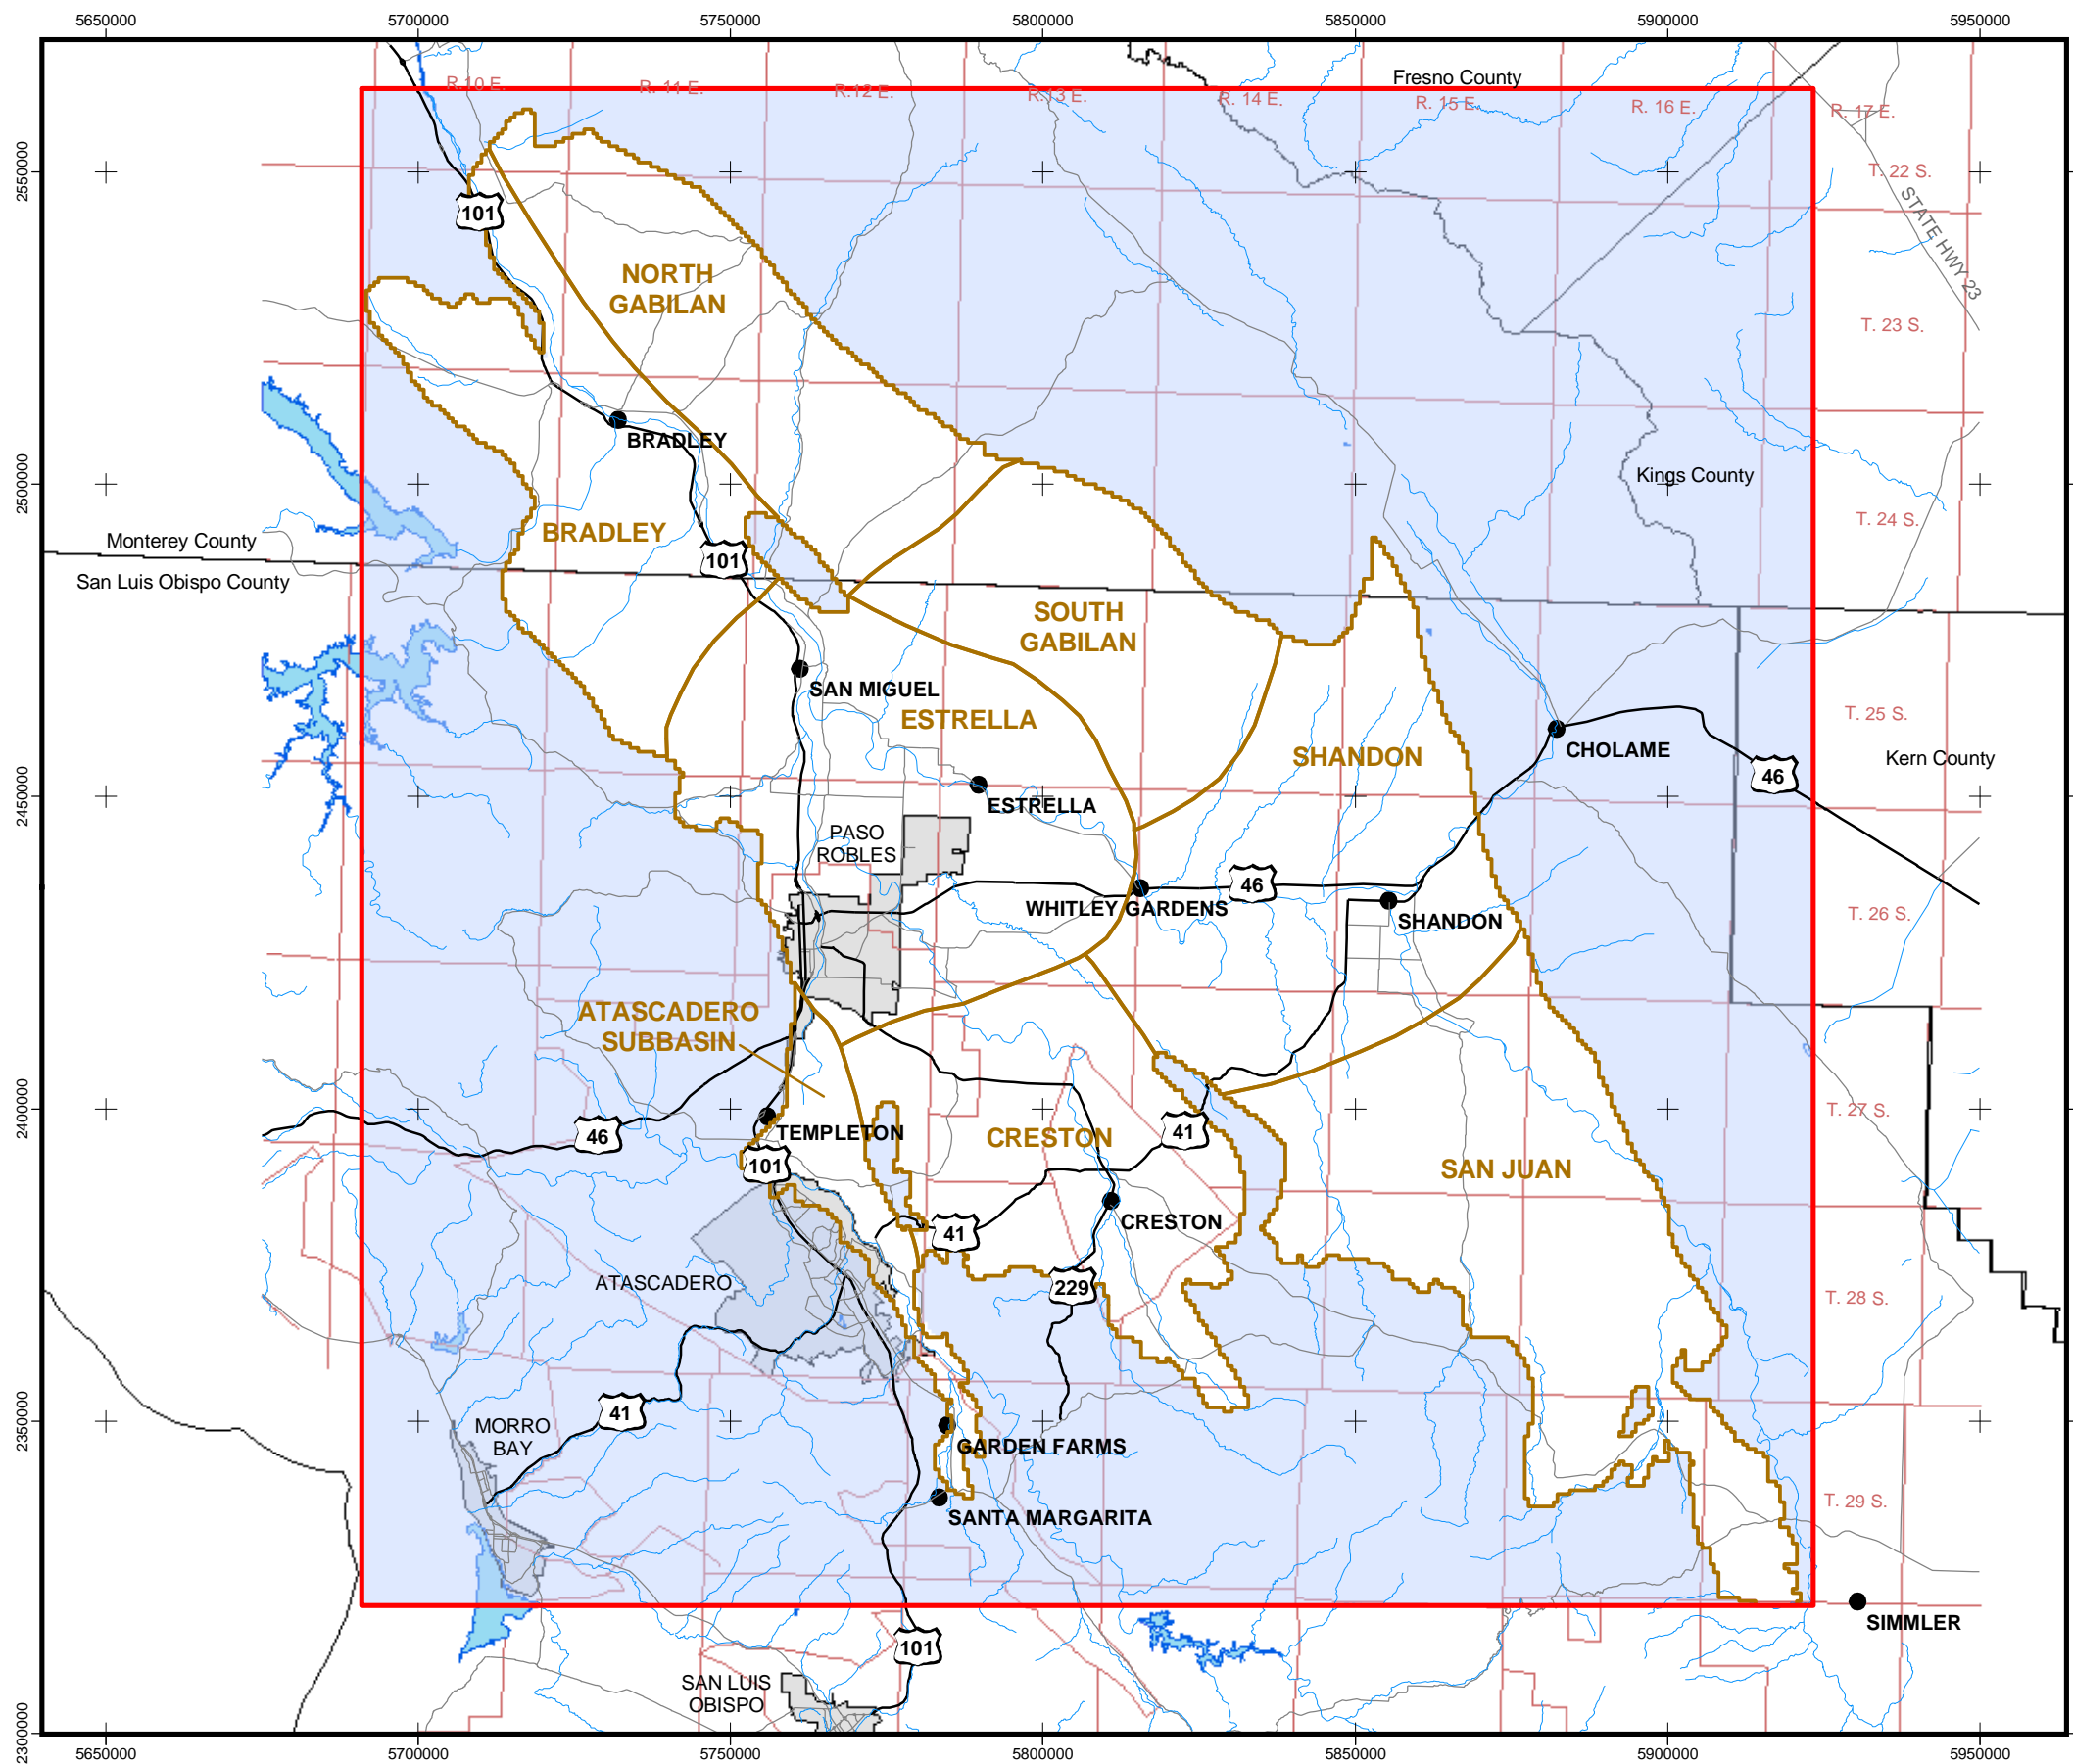 5650000
5700000
5750000
5800000
5850000
5900000
5950000
Fresno County
R. 10 E.
R. 11 E.
R.12 E.
R. 13 E.
R. 14 E.
R. 15 E.
R. 16 E.
R. 17 E.
2550000
T. 22 S.
STATE HWY 23
101
NORTH
GABILAN
T. 23 S.
BRADLEY
2500000
Kings County
T. 24 S.
BRADLEY
Monterey County
101
San Luis Obispo County
SOUTH
GABILAN
SAN MIGUEL
ESTRELLA
T. 25 S.
SHANDON
CHOLAME
Kern County
46
2450000
ESTRELLA
PASO
ROBLES
46
WHITLEY GARDENS
SHANDON
T. 26 S.
ATASCADERO
SUBBASIN
2400000
T. 27 S.
46
TEMPLETON
CRESTON
41
101
SAN JUAN
CRESTON
41
ATASCADERO
229
T. 28 S.
2350000
41
MORRO
BAY
GARDEN FARMS
T. 29 S.
SANTA MARGARITA
SIMMLER
101
SAN LUIS
OBISPO
2300000
5650000
5700000
5750000
5800000
5850000
5900000
5950000